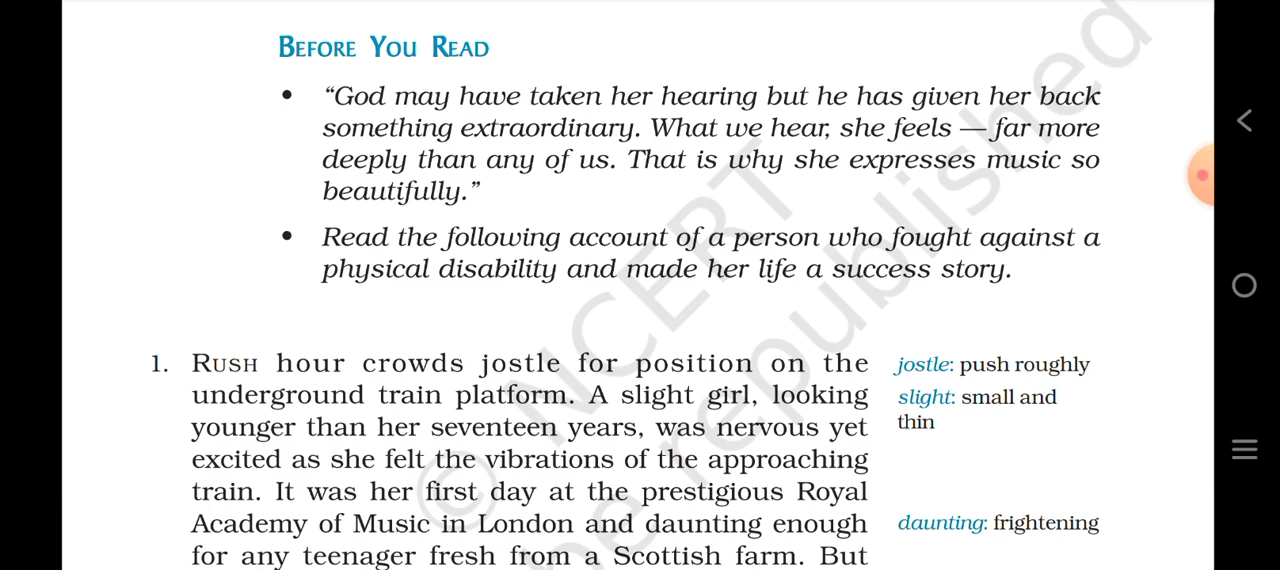 BEFORE YOU READ
• “God may have taken her hearing but he has given her back
something extraordinary. What we hear, she feels — far more
deeply than any of us. That is why she expresses music so
beautifully.”
• Read the following account of a person who fought against a
physical disability and made her life a success story.
1. RUSH hour crowds jostle for position on the
underground train platform. A slight girl, looking
younger than her seventeen years, was nervous yet
excited as she felt the vibrations of the approaching
train. It was her first day at the prestigious Royal
Academy of Music in London and daunting enough
for any teenager fresh from a Scottish farm. But
jostle: push roughly
slight: small and
thin
daunting: frightening
© NCERT
be republished